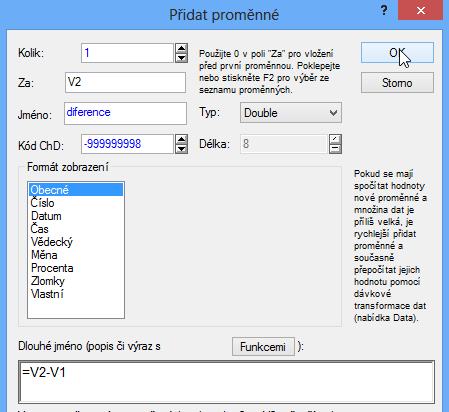 Přidat proměnné
?
Kolik: 1
Použijte 0 v poli "Za" pro vložení
před první proměnnou. Poklepejte
nebo stiskněte F2 pro výběr ze
seznamu proměnných.
OK
Za: V2
Storno
Jméno: diference
Typ: Double
Kód ChD: -999999998
Délka: 8
Formát zobrazení
Obecné
Číslo
Datum
Čas
Vědecký
Měna
Procenta
Zlomky
Vlastní
Pokud se mají
spočítat hodnoty
nové proměnné a
množina dat je
příliš velká, je
rychlejší přidat
proměnné a
současně
přepočítat jejich
hodnotu pomocí
dávkové
transformace dat
(nabídka Data).
Dlouhé jméno (popis či výraz s Funkcemi ):
=V2-V1